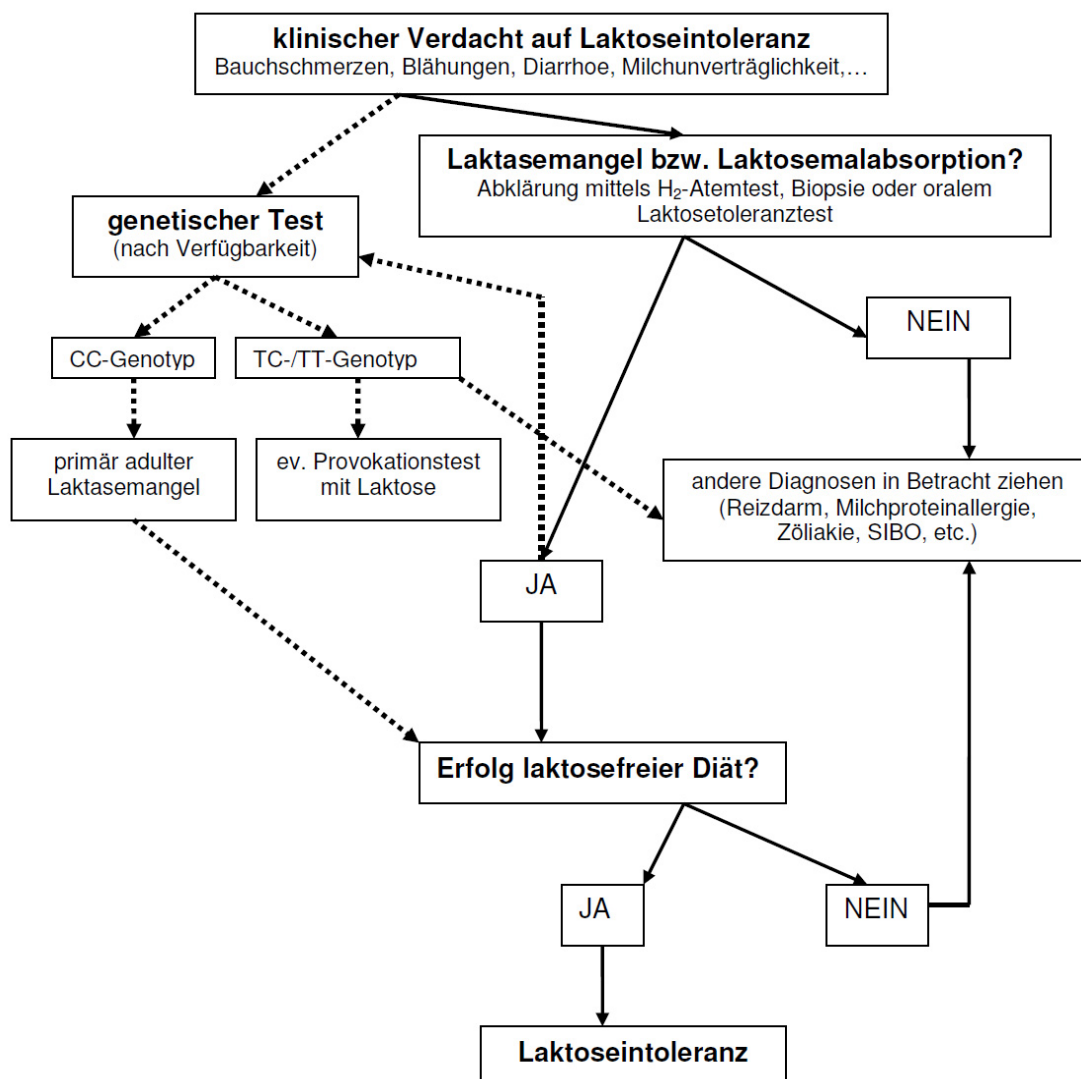 klinischer Verdacht auf Laktoseintoleranz
Bauchschmerzen, Blähungen, Diarrhoe, Milchunverträglichkeit,…
Laktasemangel bzw. Laktosemalabsorption?
Abklärung mittels H₂-Atemtest, Biopsie oder oralem
Laktosetoleranztest
genetischer Test
(nach Verfügbarkeit)
NEIN
CC-Genotyp
TC-/TT-Genotyp
primär adulter
Laktasemangel
ev. Provokationstest
mit Laktose
andere Diagnosen in Betracht ziehen
(Reizdarm, Milchproteinallergie,
Zöliakie, SIBO, etc.)
JA
Erfolg laktosefreier Diät?
JA
NEIN
Laktoseintoleranz